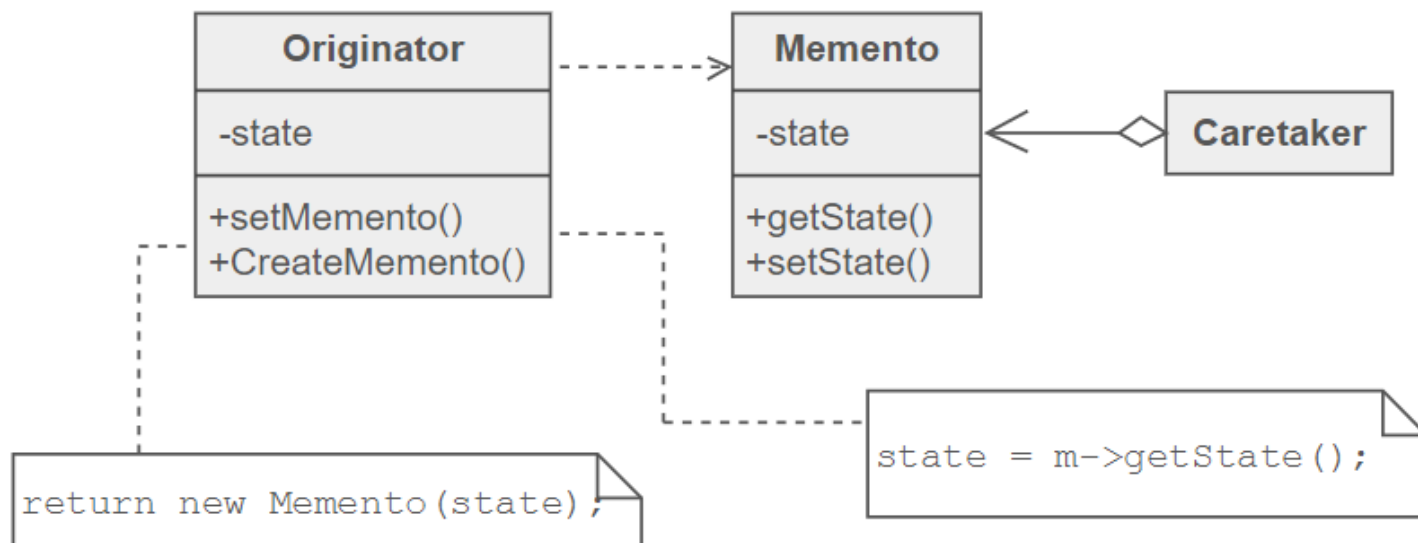 Originator
-state
+setMemento()
+CreateMemento()
Memento
-state
+getState()
+setState()
Caretaker
return new Memento(state);
state = m->getState();